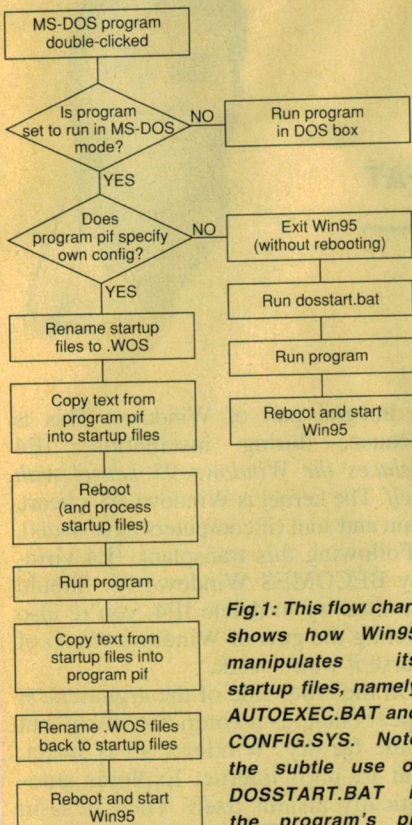 MS-DOS program
double-clicked
Is program
set to run in MS-DOS
mode?
NO
Run program
in DOS box
YES
Does
program pif specify
own config?
NO
Exit Win95
(without rebooting)
YES
Run dosstart.bat
Rename startup
files to .WOS
Run program
Copy text from
program pif
into startup files
Reboot and start
Win95
Reboot
(and process
startup files)
Run program
Copy text from
startup files into
program pif
Rename .WOS files
back to startup files
Reboot and start
Win95
Fig.1: This flow char
shows how Win95
manipulates its
startup files, namely
AUTOEXEC.BAT and
CONFIG.SYS. Note
the subtle use o
DOSSTART.BAT i
the program's pi